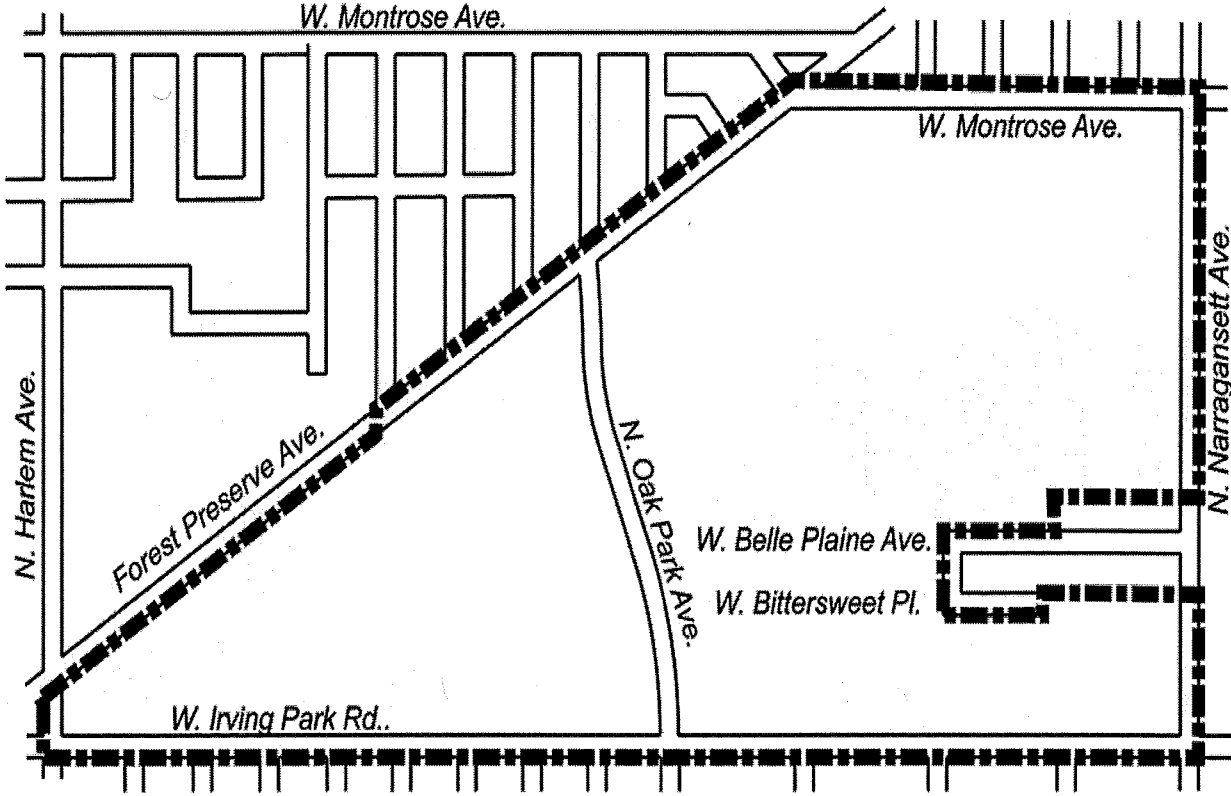 W. Montrose Ave.
W. Montrose Ave.
N. Narragansett Ave.
N. Harlem Ave.
Forest Preserve Ave.
N. Oak Park Ave.
W. Belle Plaine Ave.
W. Bittersweet Pl.
W. Irving Park Rd..